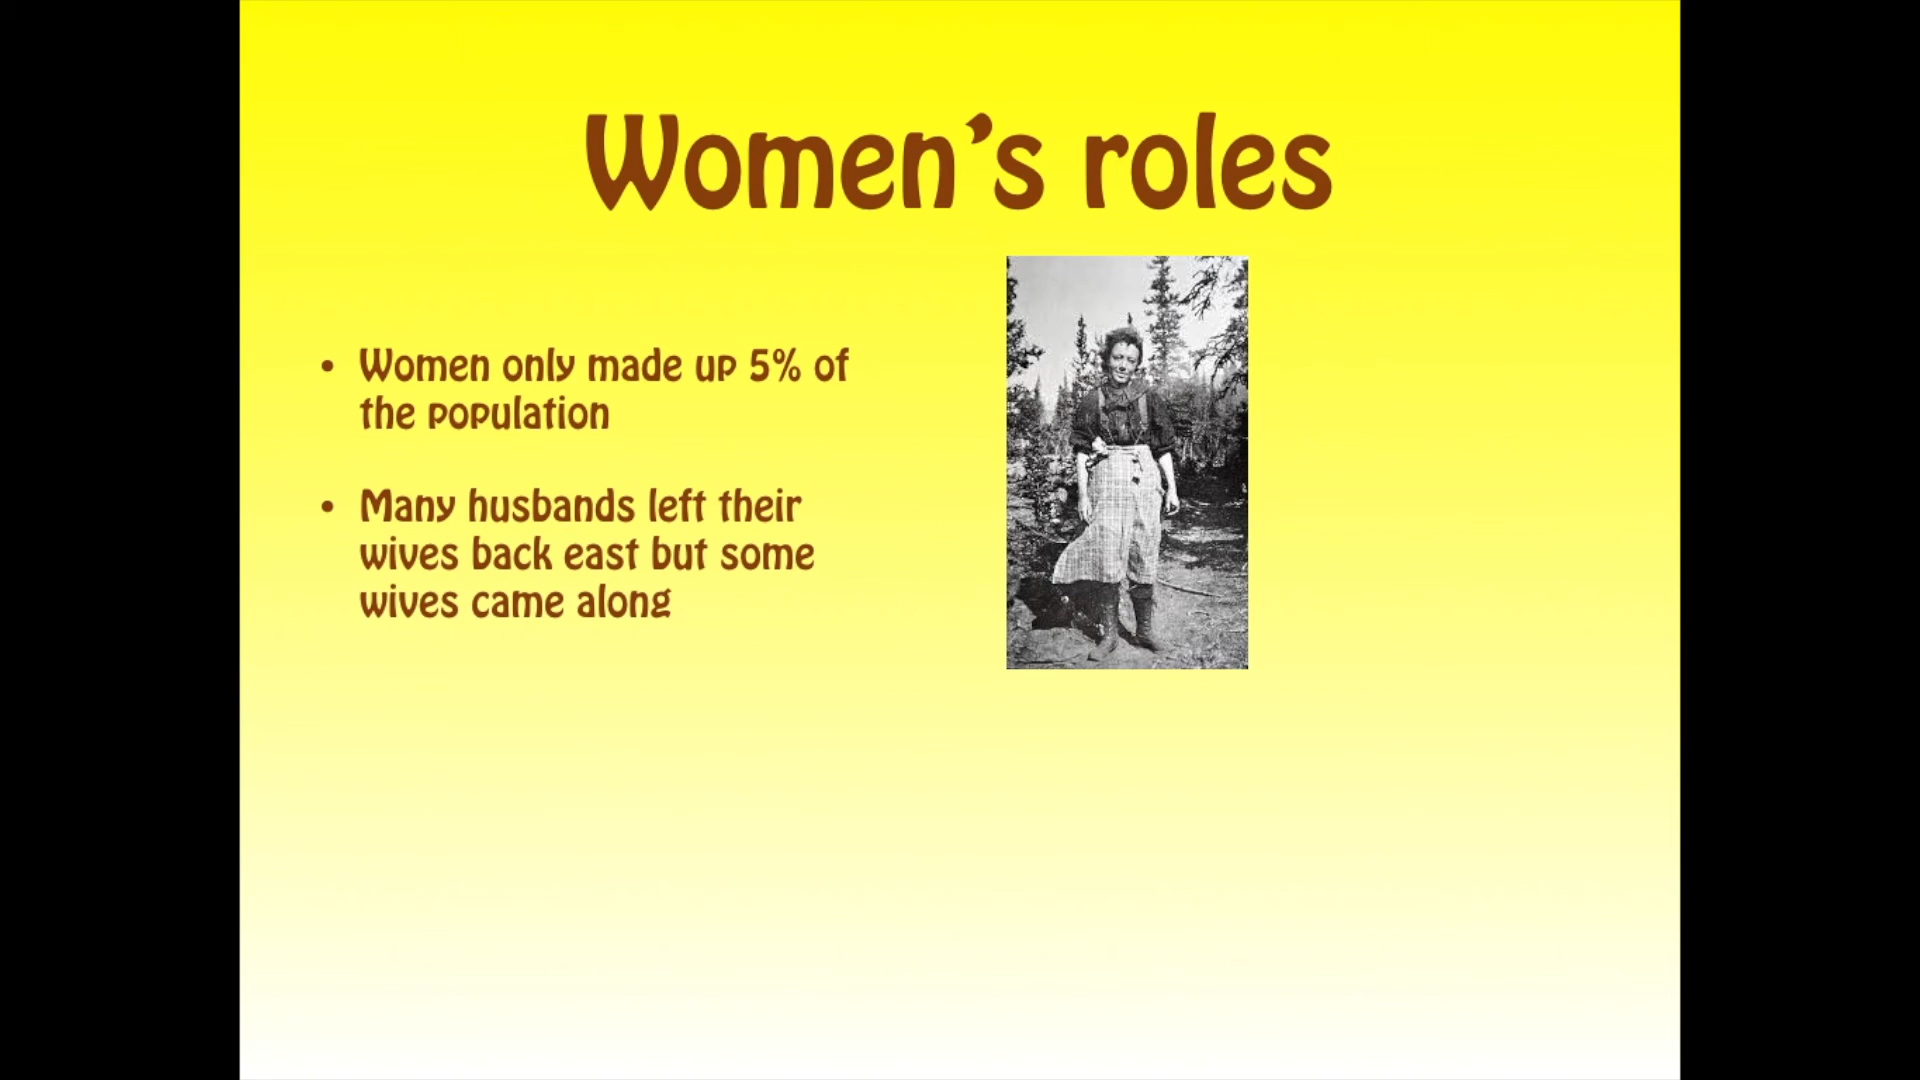 Women’s roles
• Women only made up 5% of
the population
• Many husbands left their
wives back east but some
wives came along